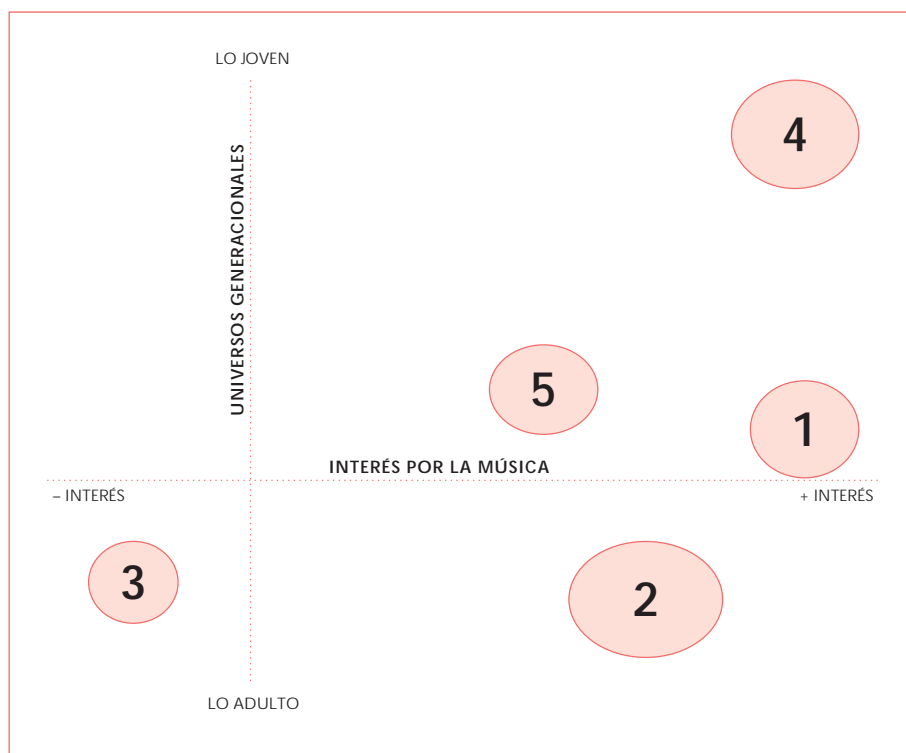 LO JOVEN
4
UNIVERSOS GENERACIONALES
5
1
INTERÉS POR LA MÚSICA
– INTERÉS
+ INTERÉS
3
2
LO ADULTO